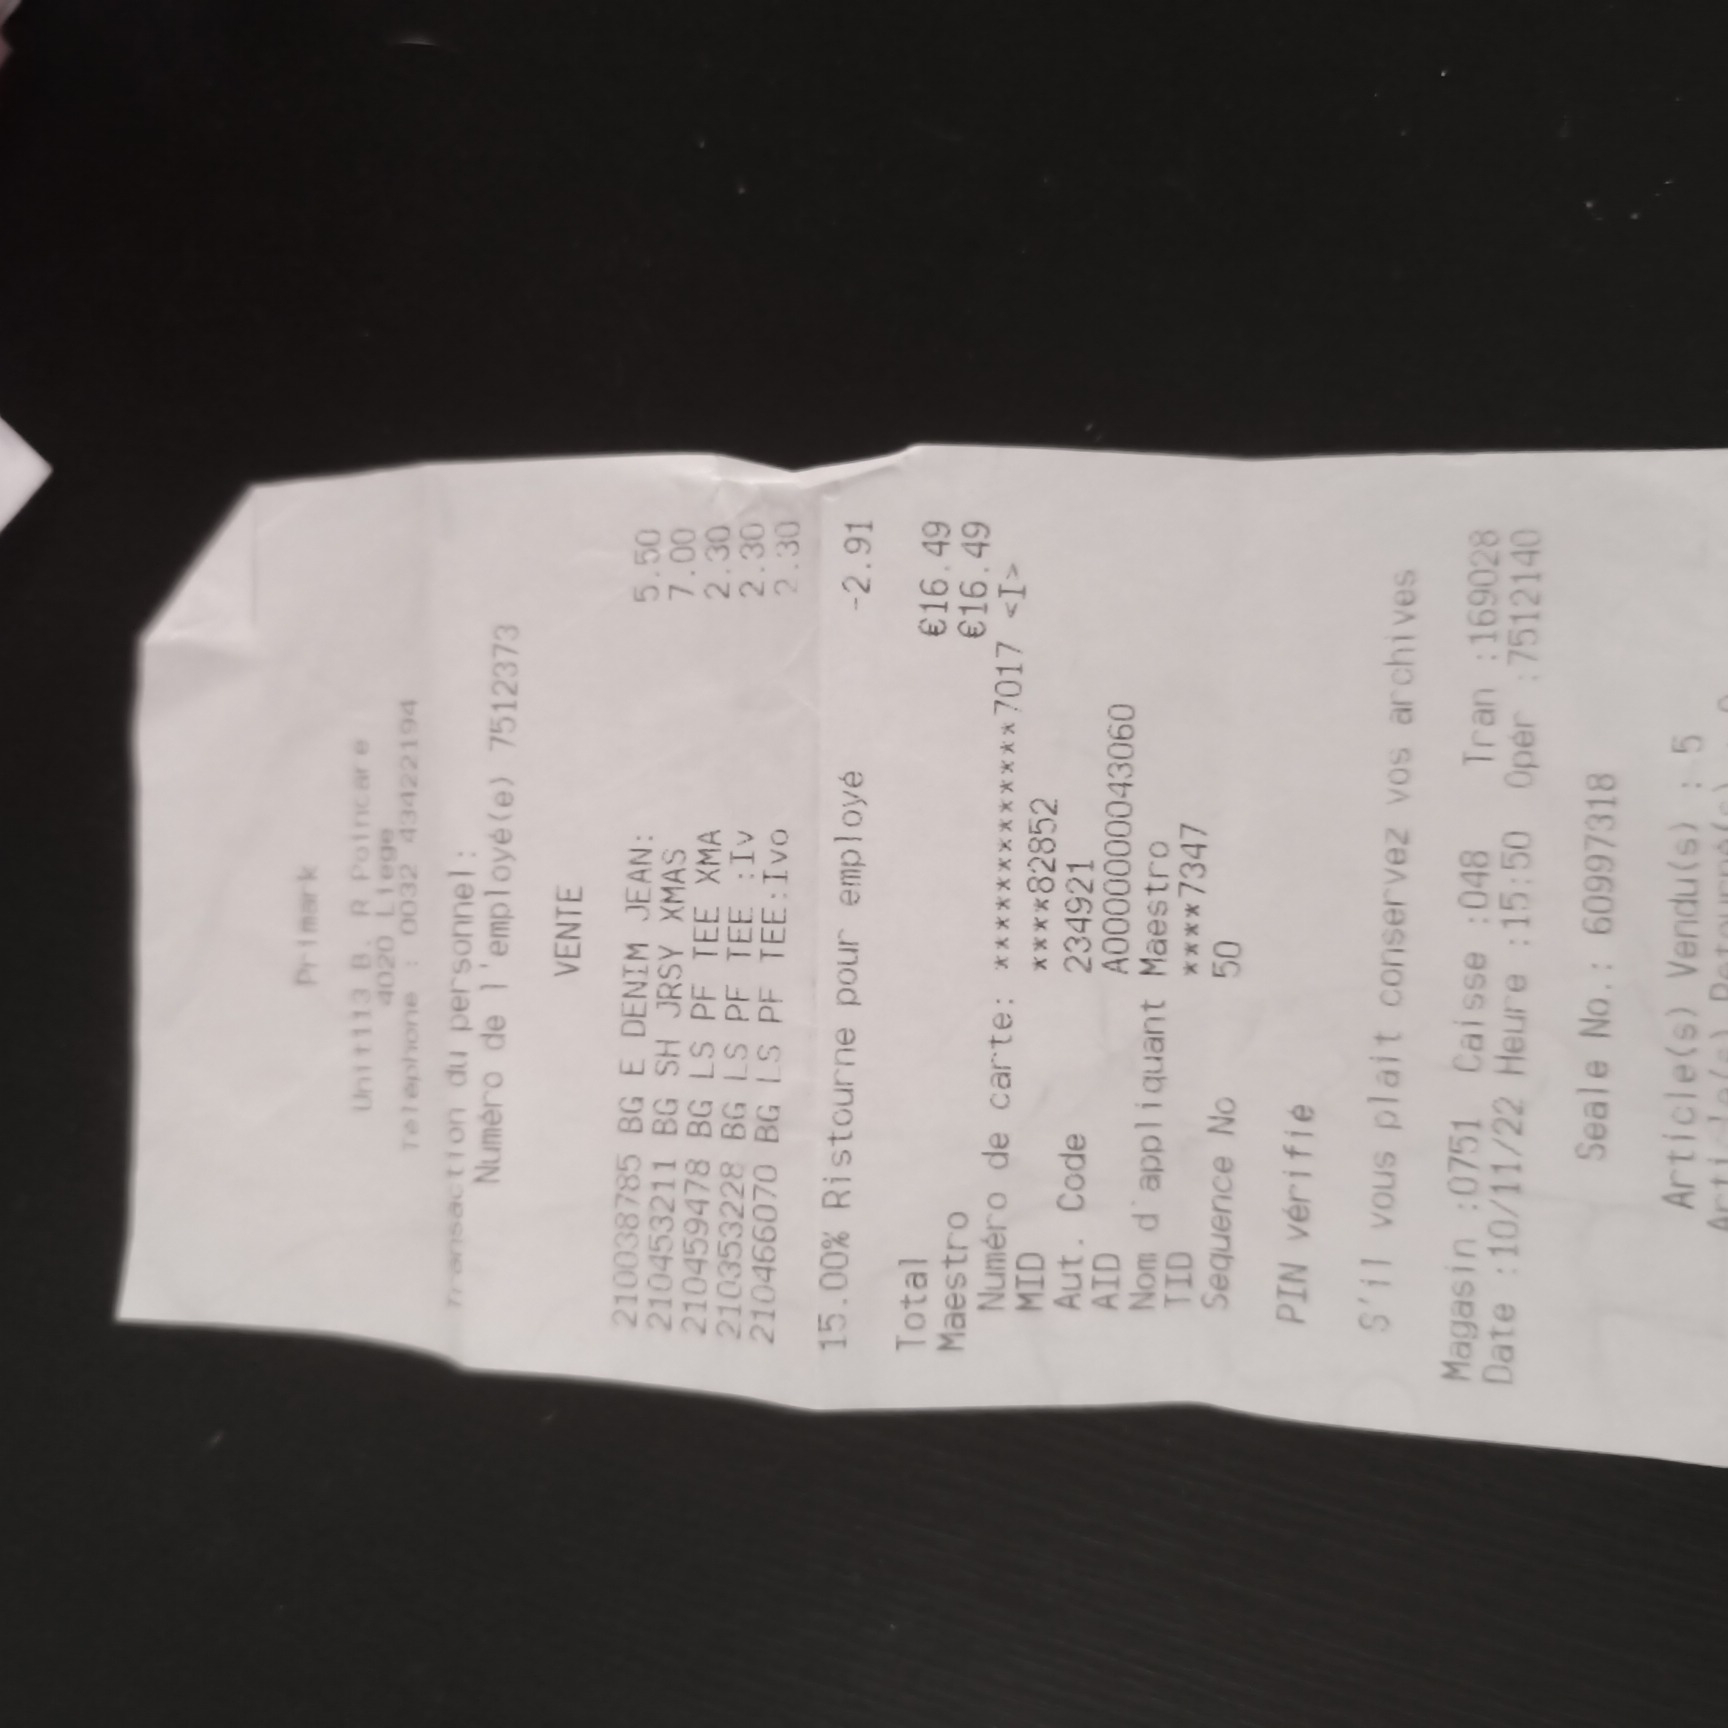 Primark
Unit113 B. R Poincare
4020 Liege
Téléphone : 0032 43422194
Transaction du personnel:
Numéro de l'employé(e) 7512373
VENTE
210038785 BG E DENIM JEAN: 5.50
210453211 BG SH JRSY XMAS 7.00
210459478 BG LS PF TEE XMA 2.30
210353228 BG LS PF TEE :Iv 2.30
210466070 BG LS PF TEE:Ivo 2.30
15.00% Ristourne pour employé -2.91
Total €16.49
Maestro €16.49
Numéro de carte: ***************7017 <I>
MID ****82852
Aut. Code 234921
AID A0000000043060
Nom d'appliquant Maestro
TID ****7347
Sequence No 50
PIN vérifié
S'il vous plait conservez vos archives
Magasin :0751 Caisse :048 Tran :169028
Date :10/11/22 Heure :15:50 Opér :7512140
Seale No.: 609997318
Article(s) Vendu(s) : 5